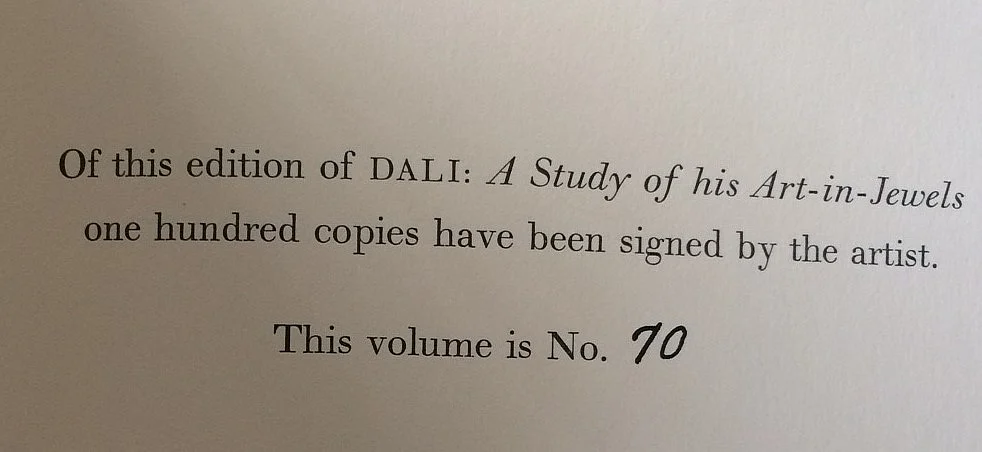 Of this edition of DALI: A Study of his Art-in-Jewels
one hundred copies have been signed by the artist.
This volume is No. 70